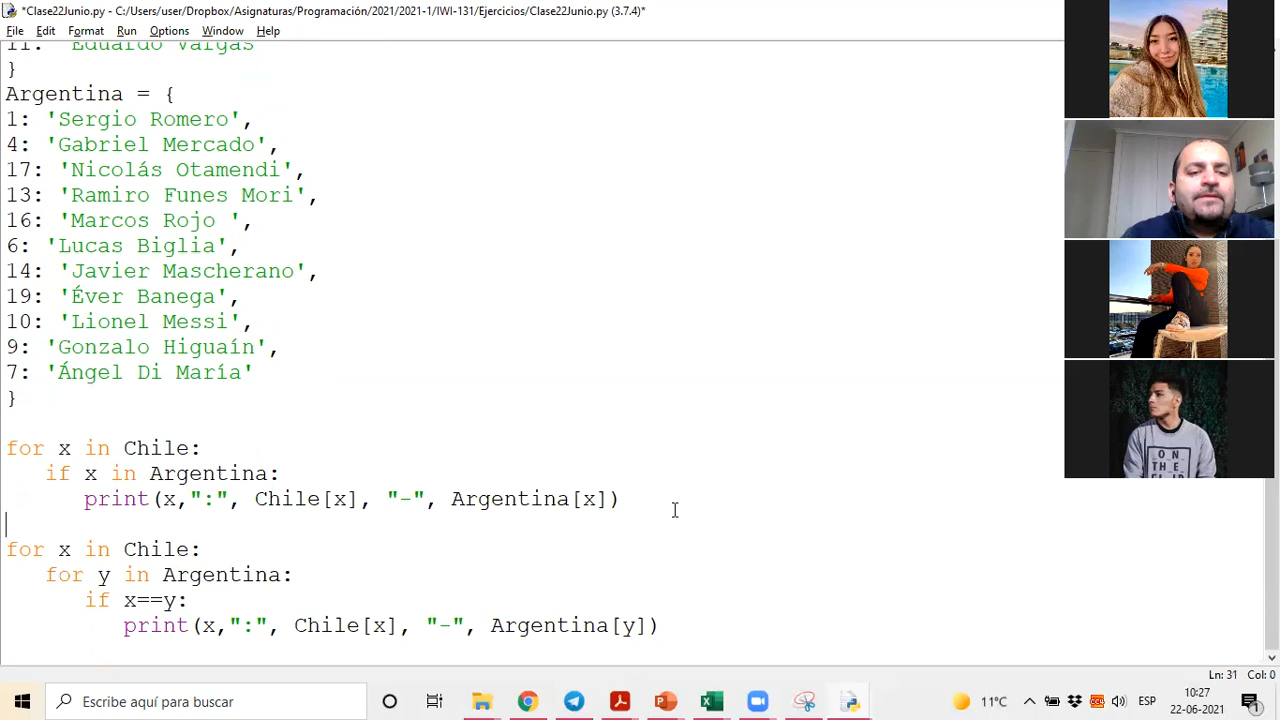 *Clase22Junio.py - C:/Users/user/Dropbox/Asignaturas/Programación/2021/2021-1/IWI-131/Ejercicios/Clase22Junio.py (3.7.4)*
File Edit Format Run Options Window Help
11: 'Eduardo Vargas'
}
Argentina = {
1: 'Sergio Romero',
4: 'Gabriel Mercado',
17: 'Nicolás Otamendi',
13: 'Ramiro Funes Mori',
16: 'Marcos Rojo ',
6: 'Lucas Biglia',
14: 'Javier Mascherano',
19: 'Éver Banega',
10: 'Lionel Messi',
9: 'Gonzalo Higuaín',
7: 'Ángel Di María'
}
for x in Chile:
if x in Argentina:
print(x,":", Chile[x], "-", Argentina[x])
for x in Chile:
for y in Argentina:
if x==y:
print(x,":", Chile[x], "-", Argentina[y])
ON
THE
Ln: 31 Col: 0
Escribe aquí para buscar
11°C
ESP
10:27
22-06-2021
1